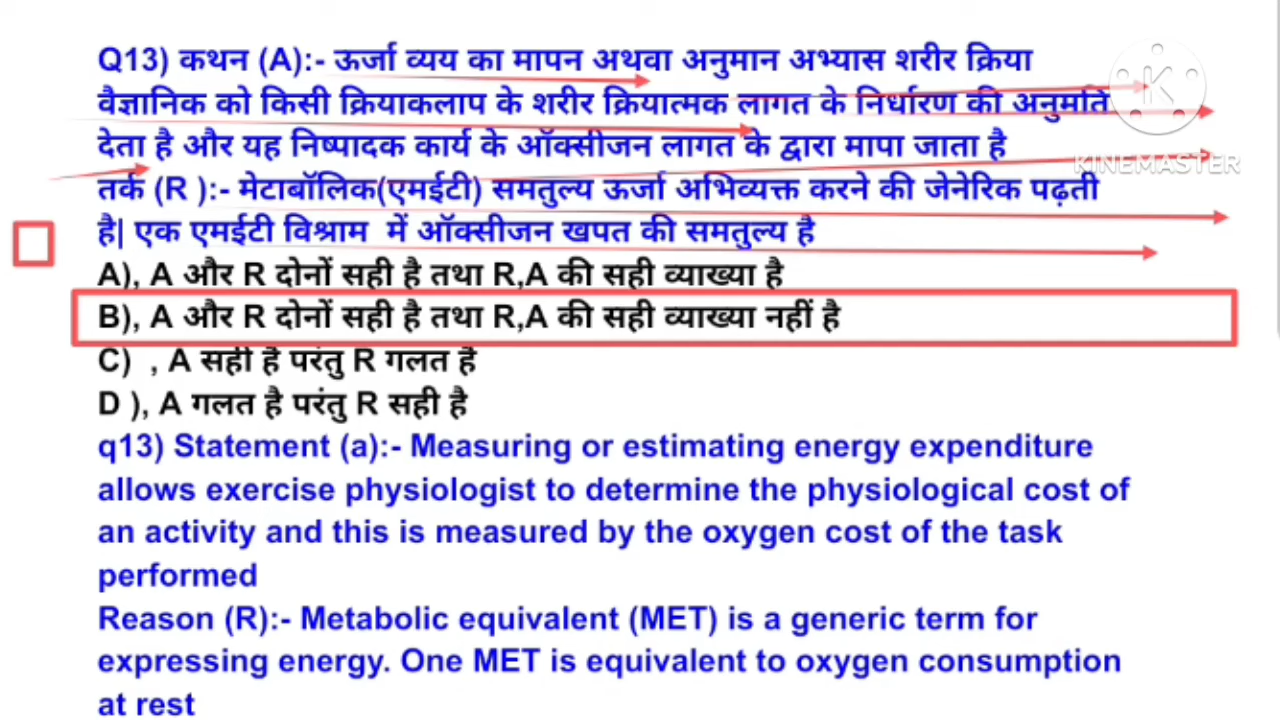 Q13) कथन (A):- ऊर्जा व्यय का मापन अथवा अनुमान अभ्यास शरीर क्रिया
वैज्ञानिक को किसी क्रियाकलाप के शरीर क्रियात्मक लागत के निर्धारण की अनुमति
देता है और यह निष्पादक कार्य के ऑक्सीजन लागत के द्वारा मापा जाता है
तर्क (R ):- मेटाबॉलिक(एमईटी) समतुल्य ऊर्जा अभिव्यक्त करने की जेनेरिक पढ़ती
है| एक एमईटी विश्राम में ऑक्सीजन खपत की समतुल्य है
A), A और R दोनों सही है तथा R,A की सही व्याख्या है
B), A और R दोनों सही है तथा R,A की सही व्याख्या नहीं है
C) , A सही है परंतु R गलत है
D ), A गलत है परंतु R सही है
q13) Statement (a):- Measuring or estimating energy expenditure
allows exercise physiologist to determine the physiological cost of
an activity and this is measured by the oxygen cost of the task
performed
Reason (R):- Metabolic equivalent (MET) is a generic term for
expressing energy. One MET is equivalent to oxygen consumption
at rest
K
KINEMASTER